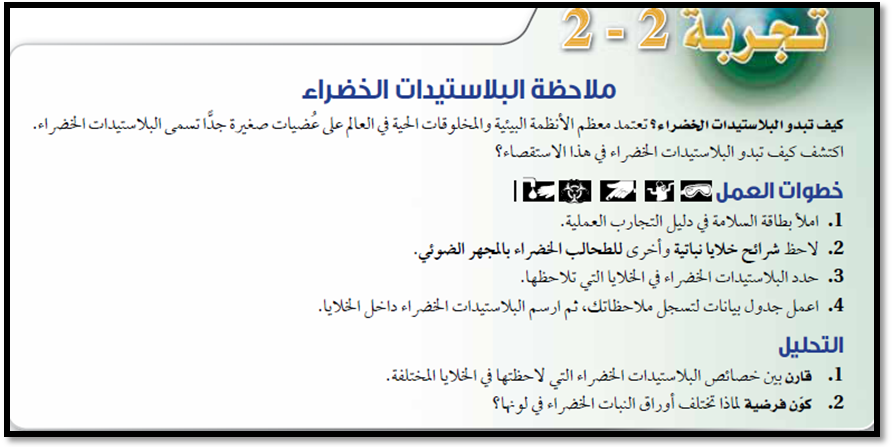 تجربة 2 - 2
ملاحظة البلاستيدات الخضراء
كيف تبدو البلاستيدات الخضراء؟ تعتمد معظم الأنظمة البيئية والمخلوقات الحية في العالم على عُضيات صغيرة جدًّا تسمى البلاستيدات الخضراء.
اكتشف كيف تبدو البلاستيدات الخضراء في هذا الاستقصاء؟
خطوات العمل
1. املأ بطاقة السلامة في دليل التجارب العملية.
2. لاحظ شرائح خلايا نباتية وأخرى للطحالب الخضراء بالمجهر الضوئي.
3. حدد البلاستيدات الخضراء في الخلايا التي تلاحظها.
4. اعمل جدول بيانات لتسجل ملاحظاتك، ثم ارسم البلاستيدات الخضراء داخل الخلايا.
التحليل
1. قارن بين خصائص البلاستيدات الخضراء التي لاحظتها في الخلايا المختلفة.
2. كوّن فرضية لماذا تختلف أوراق النبات الخضراء في لونها؟